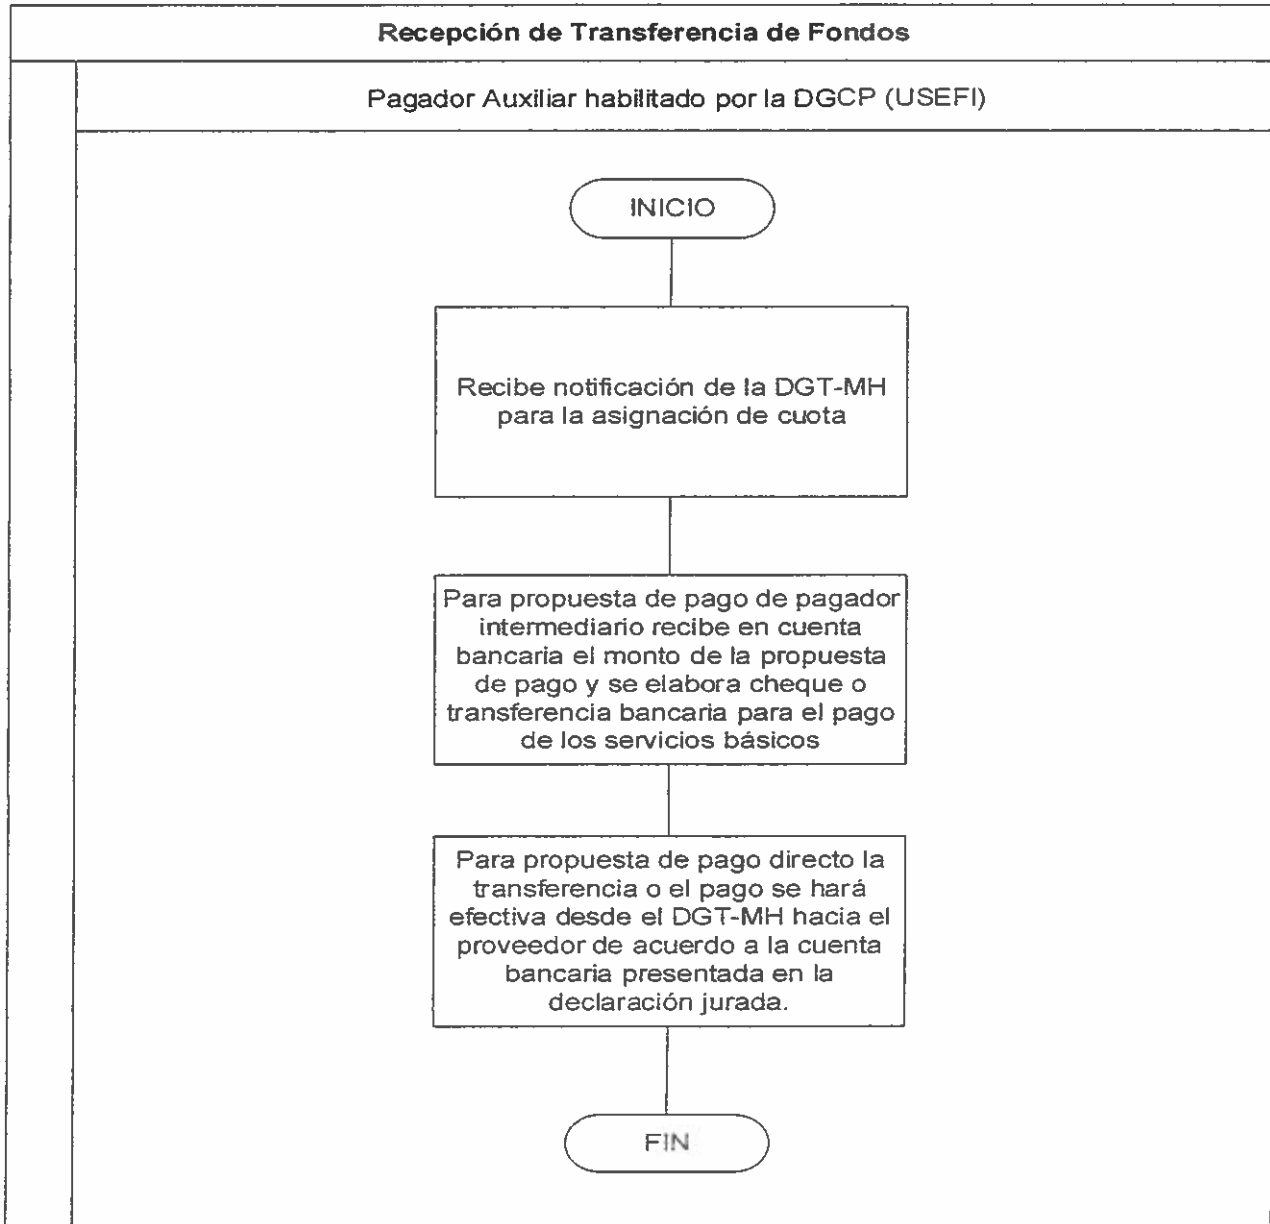 Recepción de Transferencia de Fondos
Pagador Auxiliar habilitado por la DGCP (USEFI)
INICIO
Recibe notificación de la DGT-MH
para la asignación de cuota
Para propuesta de pago de pagador
intermediario recibe en cuenta
bancaria el monto de la propuesta
de pago y se elabora cheque o
transferencia bancaria para el pago
de los servicios básicos
Para propuesta de pago directo la
transferencia o el pago se hará
efectiva desde el DGT-MH hacia el
proveedor de acuerdo a la cuenta
bancaria presentada en la
declaración jurada.
FIN